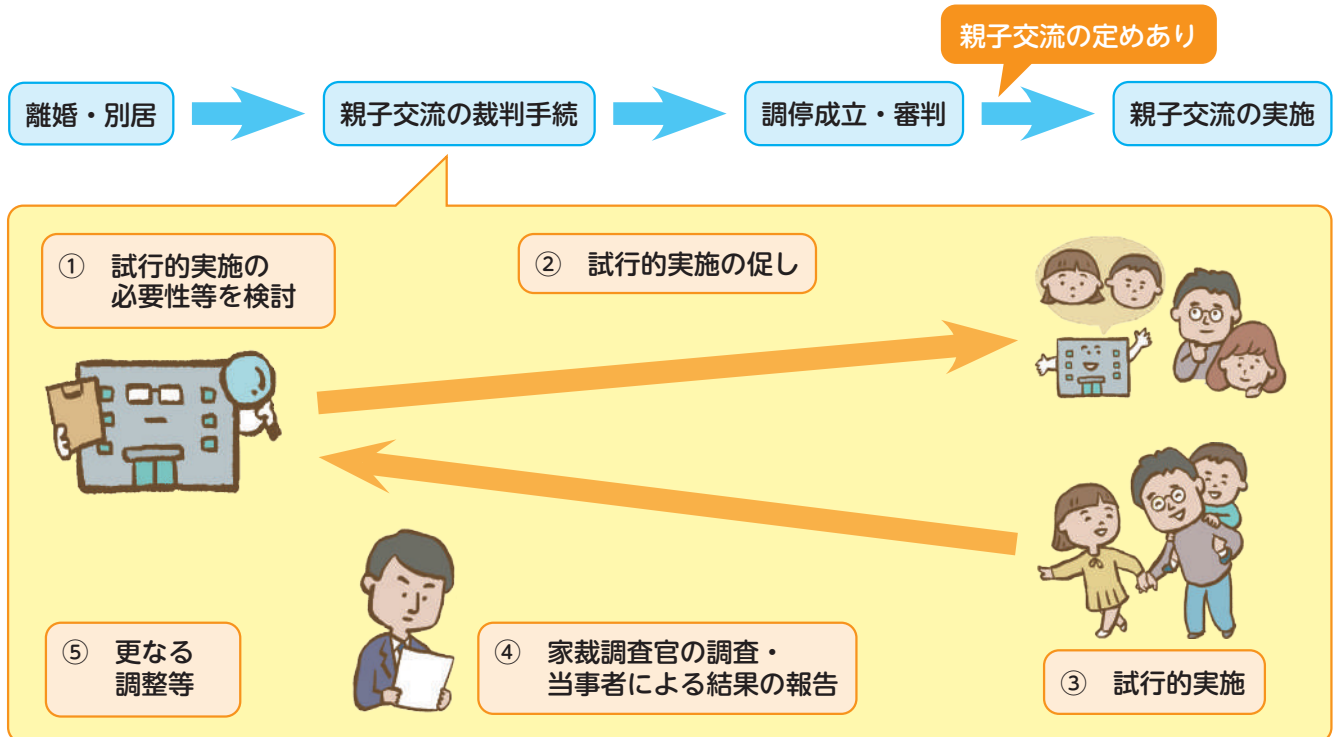 親子交流の定めあり
離婚・別居
親子交流の裁判手続
調停成立・審判
親子交流の実施
① 試行的実施の
必要性等を検討
② 試行的実施の促し
③ 試行的実施
④ 家裁調査官の調査・
当事者による結果の報告
⑤ 更なる
調整等